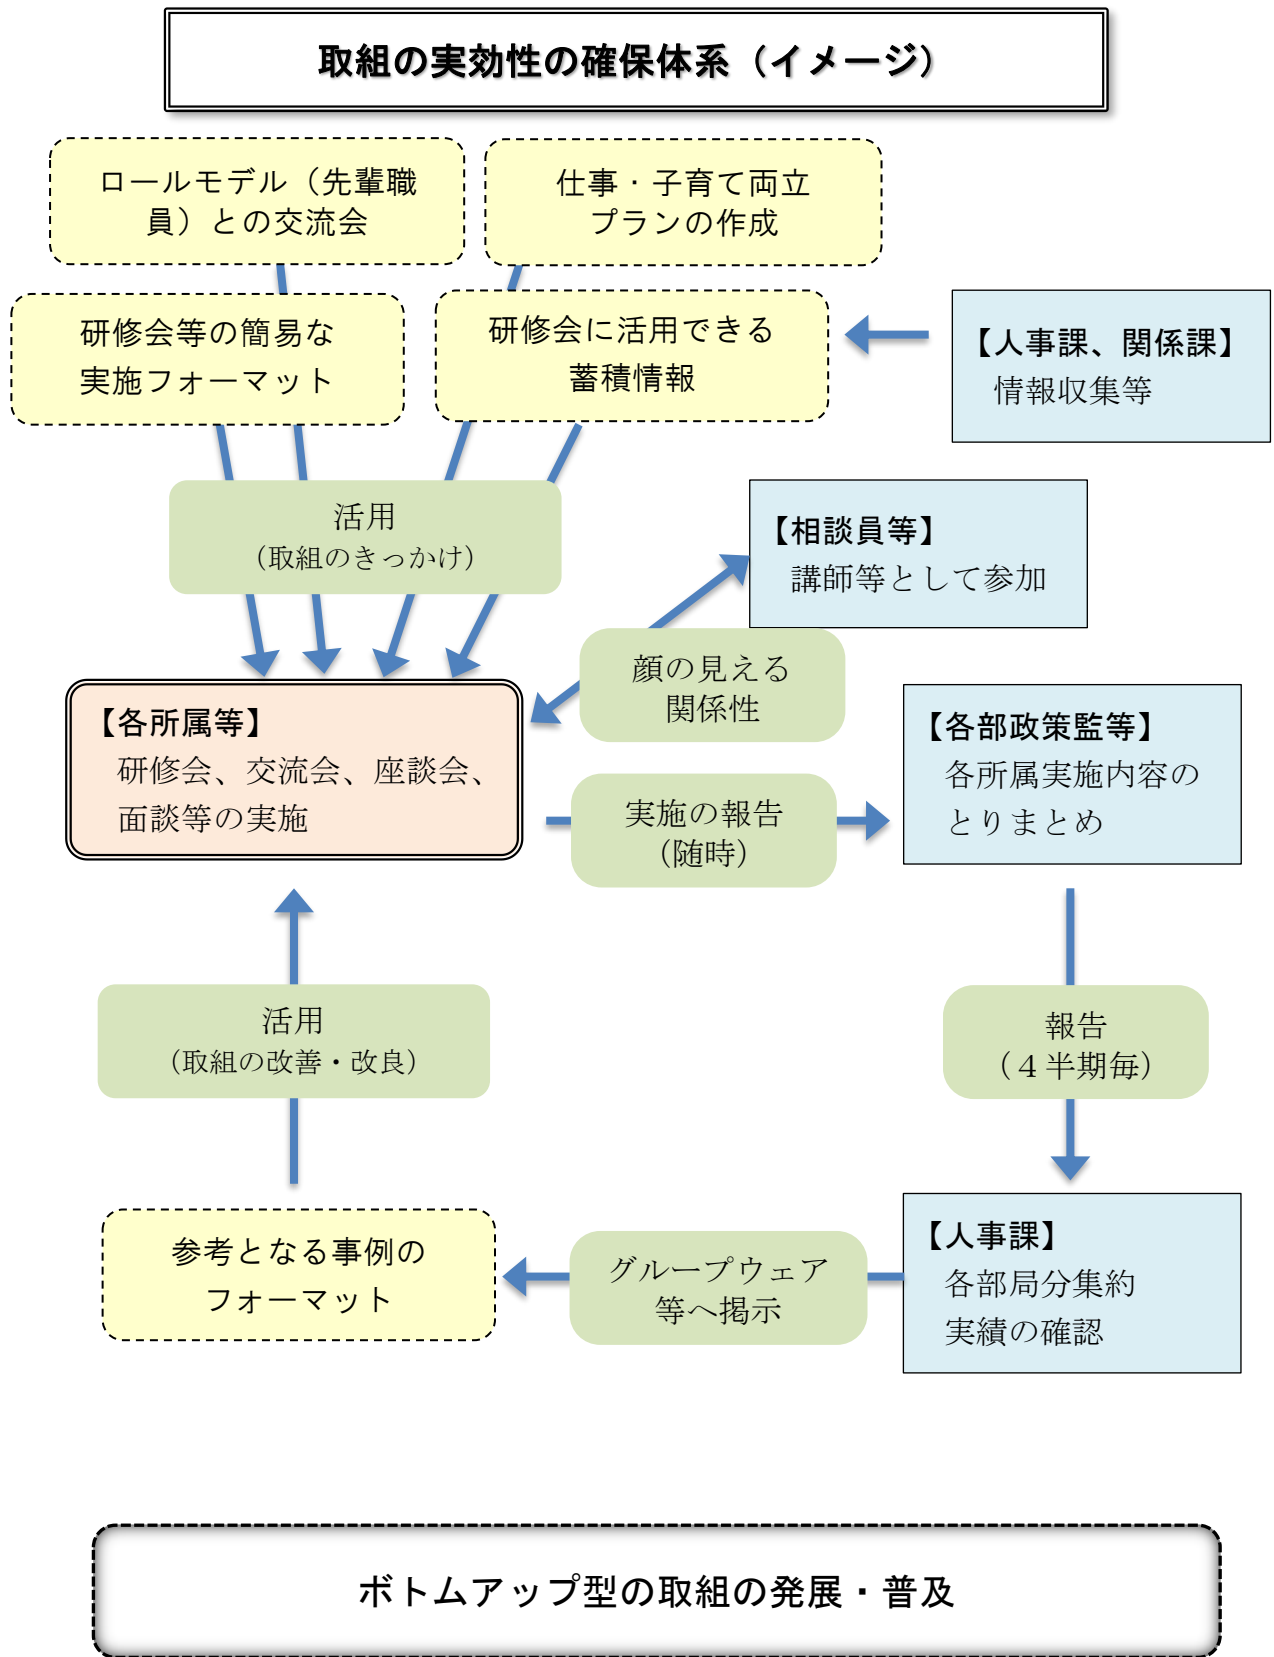 取組の実効性の確保体系（イメージ）
ロールモデル（先輩職
員）との交流会
仕事・子育て両立
プランの作成
研修会等の簡易な
実施フォーマット
研修会に活用できる
蓄積情報
【人事課、関係課】
情報収集等
活用
（取組のきっかけ）
【相談員等】
講師等として参加
顔の見える
関係性
【各所属等】
研修会、交流会、座談会、
面談等の実施
実施の報告
（随時）
【各部政策監等】
各所属実施内容の
とりまとめ
活用
（取組の改善・改良）
報告
（４半期毎）
参考となる事例の
フォーマット
グループウェア
等へ掲示
【人事課】
各部局分集約
実績の確認
ボトムアップ型の取組の発展・普及